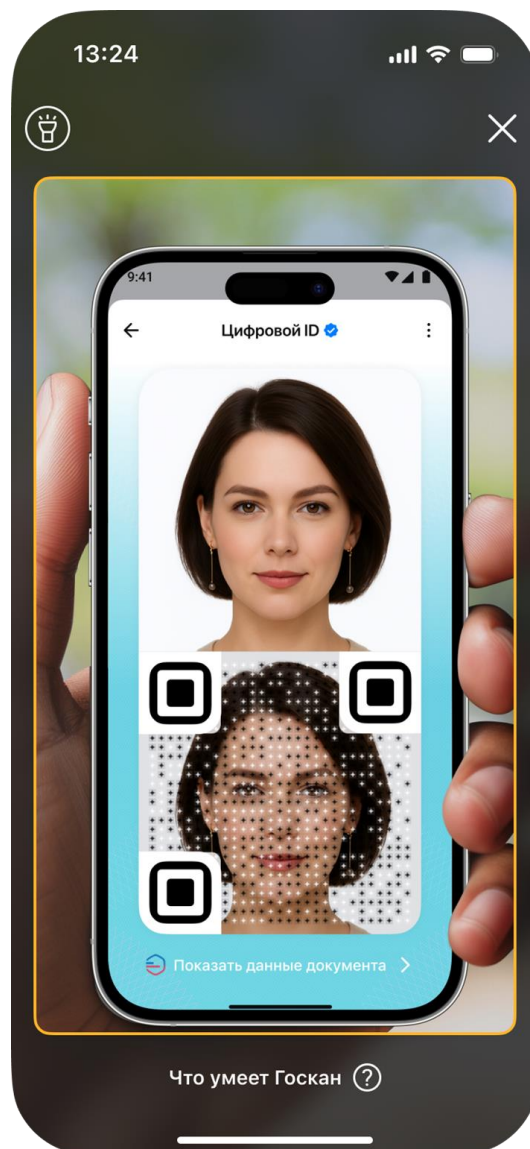 13:24
9:41
Цифровой ID
Показать данные документа
Что умеет Госкан